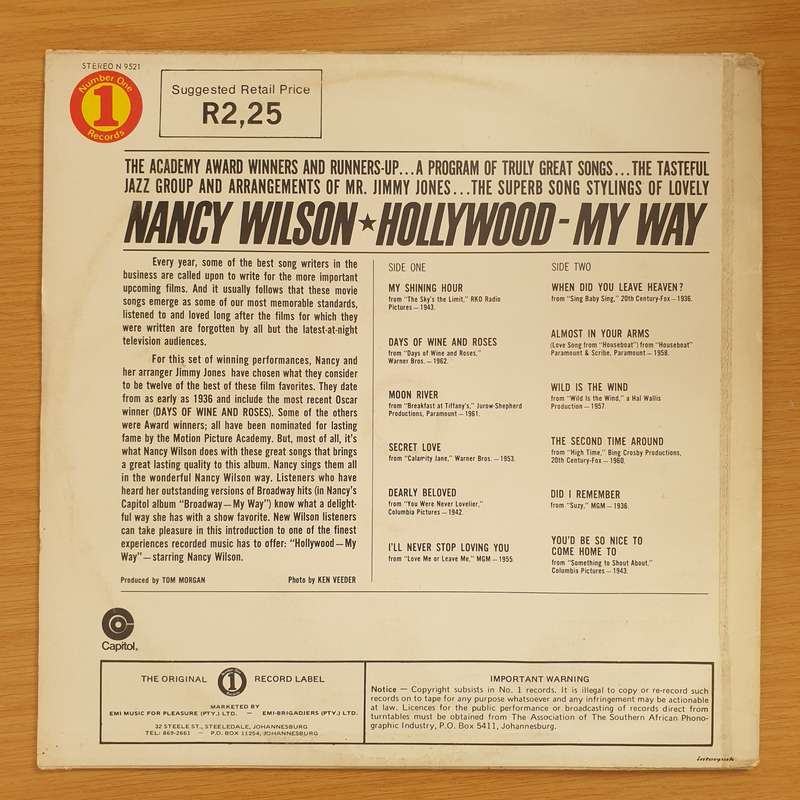 STEREO N 9521
Number One
1
Records
Suggested Retail Price
R2,25
THE ACADEMY AWARD WINNERS AND RUNNERS-UP...A PROGRAM OF TRULY GREAT SONGS...THE TASTEFUL
JAZZ GROUP AND ARRANGEMENTS OF MR. JIMMY JONES...THE SUPERB SONG STYLINGS OF LOVELY
NANCY WILSON★HOLLYWOOD-MY WAY
Every year, some of the best song writers in the
business are called upon to write for the more important
upcoming films. And it usually follows that these movie
songs emerge as some of our most memorable standards,
listened to and loved long after the films for which they
were written are forgotten by all but the latest-at-night
television audiences.
For this set of winning performances, Nancy and
her arranger Jimmy Jones have chosen what they consider
to be twelve of the best of these film favorites. They date
from as early as 1936 and include the most recent Oscar
winner (DAYS OF WINE AND ROSES). Some of the others
were Award winners; all have been nominated for lasting
fame by the Motion Picture Academy. But, most of all, it's
what Nancy Wilson does with these great songs that brings
a great lasting quality to this album. Nancy sings them all
in the wonderful Nancy Wilson way. Listeners who have
heard her outstanding versions of Broadway hits (in Nancy's
Capitol album "Broadway—My Way") know what a delight-
ful way she has with a show favorite. New Wilson listeners
can take pleasure in this introduction to one of the finest
experiences recorded music has to offer: "Hollywood—My
Way"—starring Nancy Wilson.
Produced by TOM MORGAN Photo by KEN VEEDER
SIDE ONE
MY SHINING HOUR
from "The Sky's the Limit," RKO Radio
Pictures—1943.
DAYS OF WINE AND ROSES
from "Days of Wine and Roses,"
Warner Bros.—1962.
MOON RIVER
from "Breakfast at Tiffany's," Jurow-Shepherd
Productions, Paramount—1961.
SECRET LOVE
from "Calamity Jane," Warner Bros.—1953.
DEARLY BELOVED
from "You Were Never Lovelier,"
Columbia Pictures—1942.
I'LL NEVER STOP LOVING YOU
from "Love Me or Leave Me," MGM—1955.
SIDE TWO
WHEN DID YOU LEAVE HEAVEN?
from "Sing Baby Sing," 20th Century-Fox—1936.
ALMOST IN YOUR ARMS
(Love Song from "Houseboat") from "Houseboat"
Paramount & Scribe, Paramount—1958.
WILD IS THE WIND
from "Wild Is the Wind," a Hal Wallis
Production—1957.
THE SECOND TIME AROUND
from "High Time," Bing Crosby Productions,
20th Century-Fox—1960.
DID I REMEMBER
from "Suzy," MGM—1936.
YOU'D BE SO NICE TO
COME HOME TO
from "Something to Shout About,"
Columbia Pictures—1943.
Capitol.
THE ORIGINAL 1 RECORD LABEL
MARKETED BY
EMI MUSIC FOR PLEASURE (PTY.) LTD. — EMI-BRIGADIERS (PTY.) LTD.
32 STEELE ST., STEELEDALE, JOHANNESBURG
TEL: 869-2661 — P.O. BOX 11254, JOHANNESBURG
IMPORTANT WARNING
Notice — Copyright subsists in No. 1 records. It is illegal to copy or re-record such
records on to tape for any purpose whatsoever and any infringement may be actionable
at law. Licences for the public performance or broadcasting of records direct from
turntables must be obtained from The Association of The Southern African Phono-
graphic Industry, P.O. Box 5411, Johannesburg.
interpak